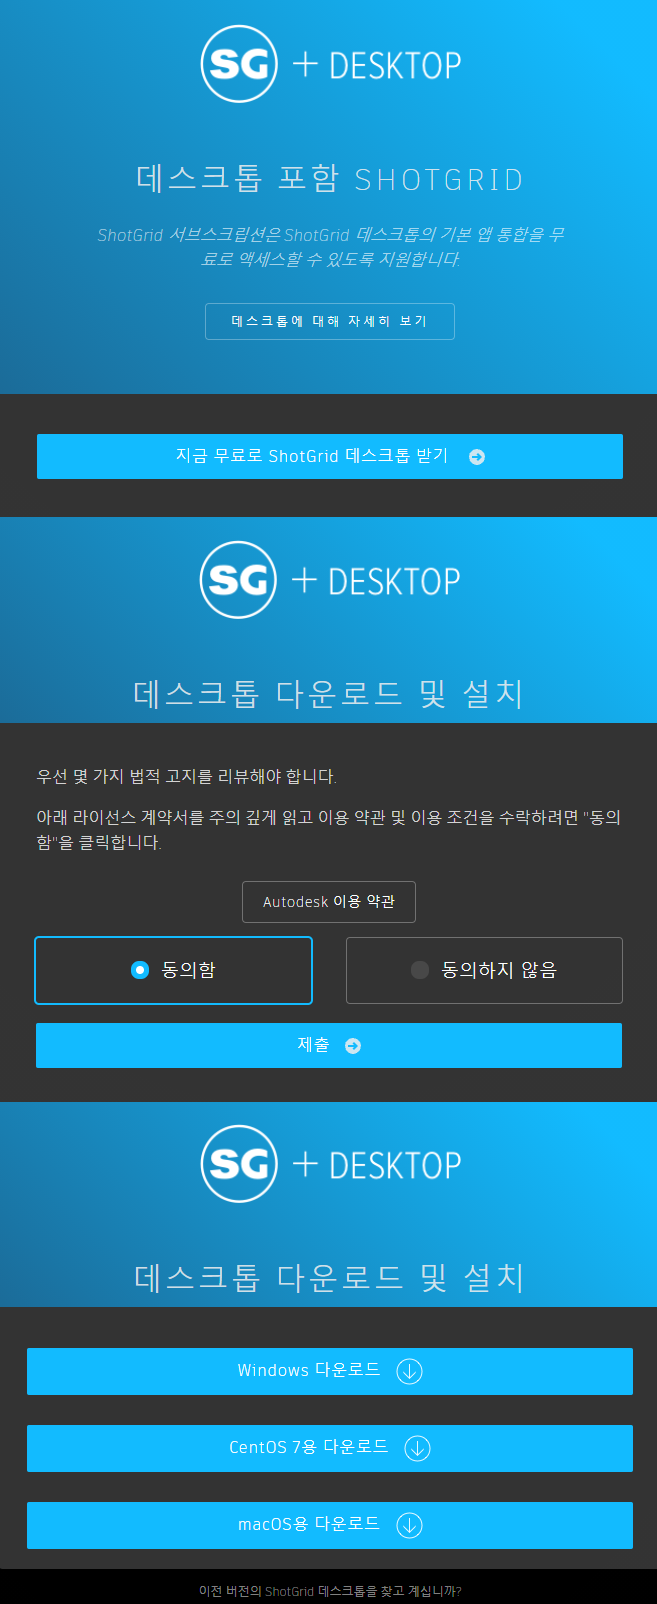 SG + DESKTOP
데스크톱 포함 SHOTGRID
ShotGrid 서브스크립션은 ShotGrid 데스크톱의 기본 앱 통합을 무
료로 액세스할 수 있도록 지원합니다.
데스크톱에 대해 자세히 보기
지금 무료로 ShotGrid 데스크톱 받기
SG + DESKTOP
데스크톱 다운로드 및 설치
우선 몇 가지 법적 고지를 리뷰해야 합니다.
아래 라이선스 계약서를 주의 깊게 읽고 이용 약관 및 이용 조건을 수락하려면 "동의
함"을 클릭합니다.
Autodesk 이용 약관
동의함 동의하지 않음
제출
SG + DESKTOP
데스크톱 다운로드 및 설치
Windows 다운로드
CentOS 7용 다운로드
macOS용 다운로드
이전 버전의 ShotGrid 데스크톱을 찾고 계십니까?